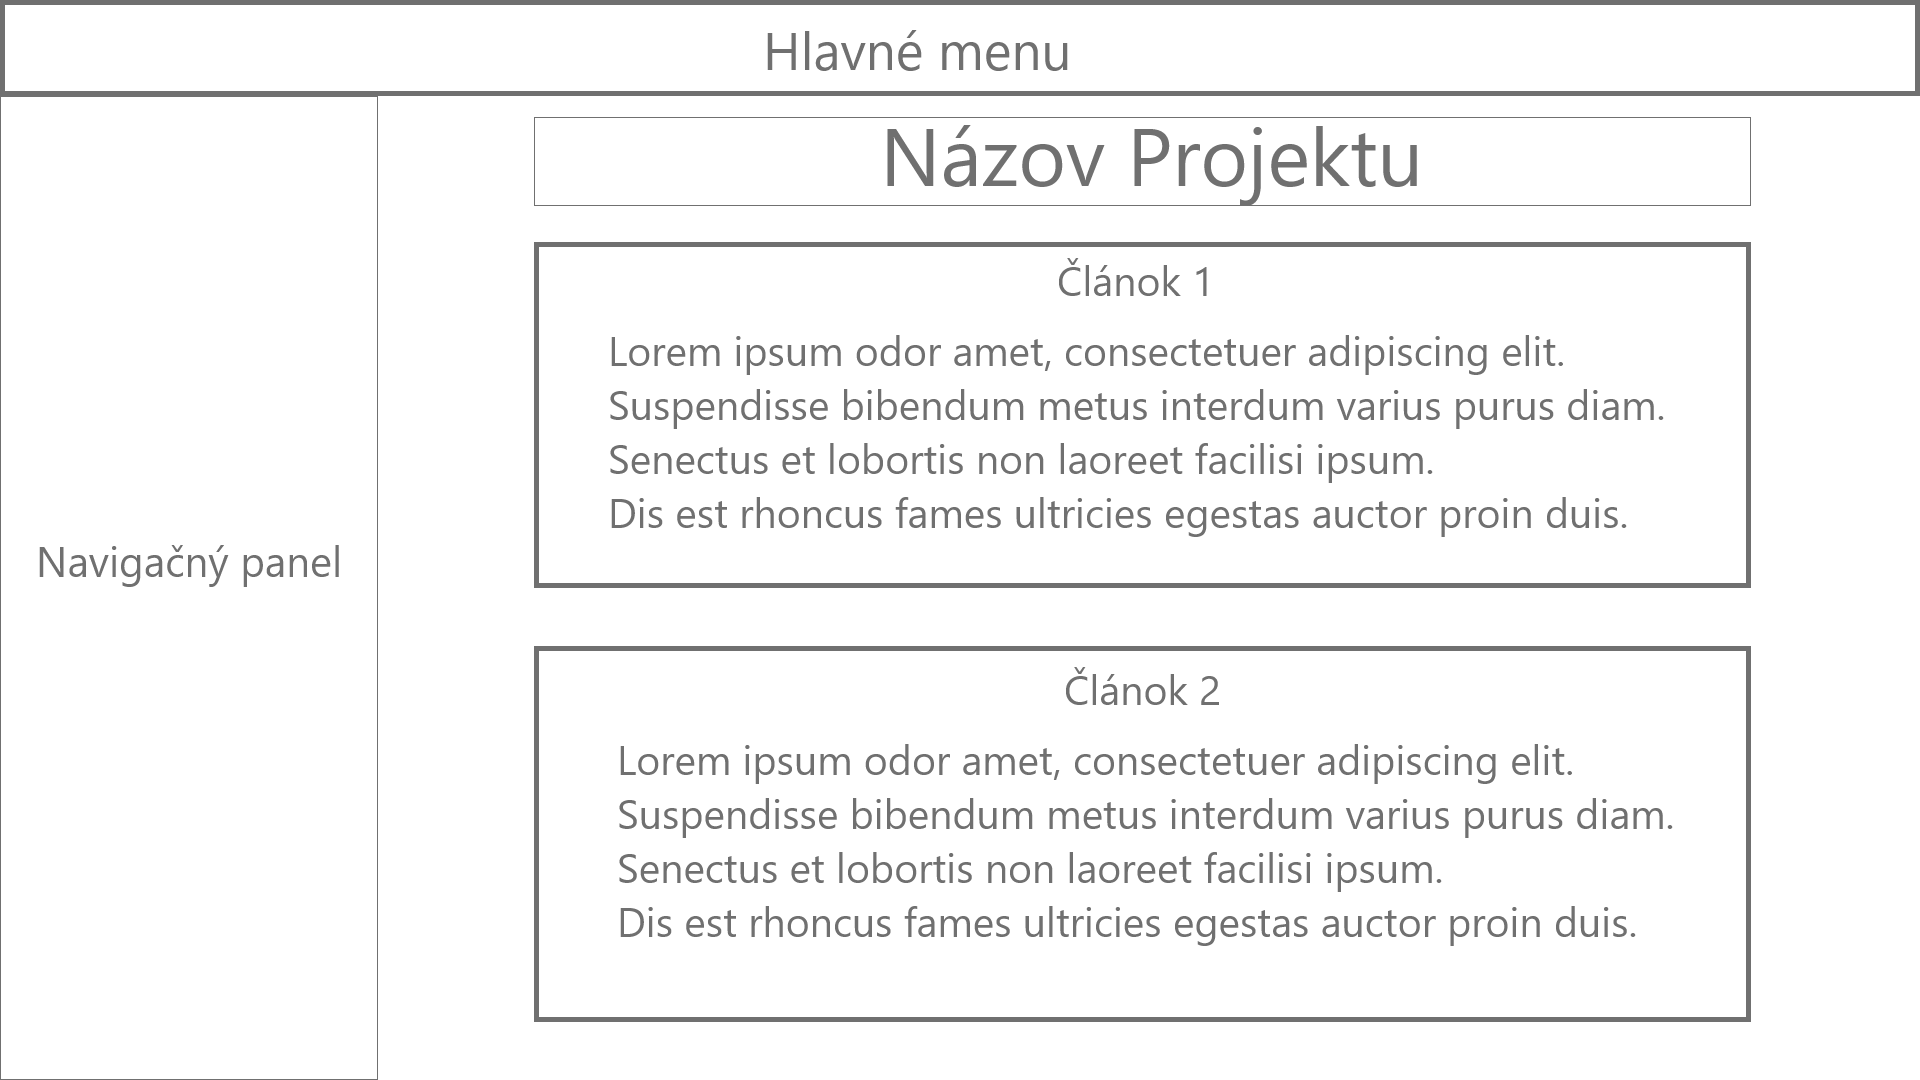 Hlavné menu
Názov Projektu
Článok 1
Lorem ipsum odor amet, consectetuer adipiscing elit.
Suspendisse bibendum metus interdum varius purus diam.
Senectus et lobortis non laoreet facilisi ipsum.
Dis est rhoncus fames ultricies egestas auctor proin duis.
Navigačný panel
Článok 2
Lorem ipsum odor amet, consectetuer adipiscing elit.
Suspendisse bibendum metus interdum varius purus diam.
Senectus et lobortis non laoreet facilisi ipsum.
Dis est rhoncus fames ultricies egestas auctor proin duis.